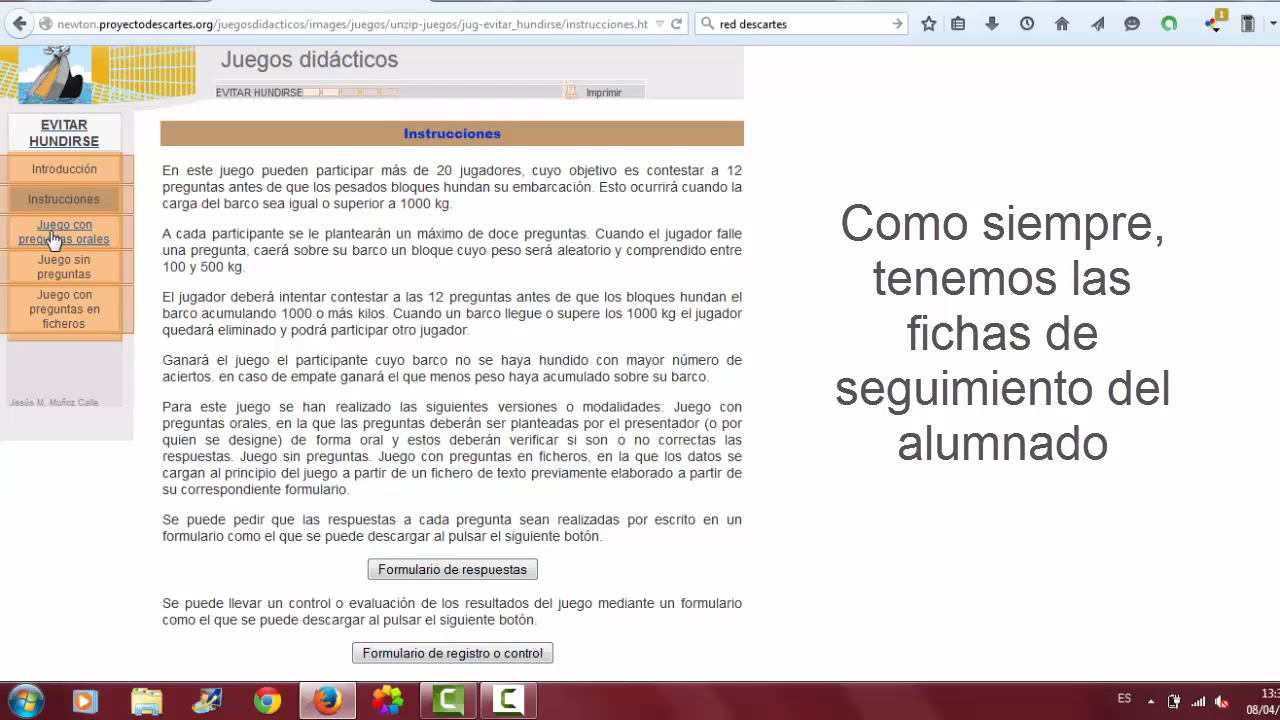 newton.proyectodescartes.org/juegosdidacticos/images/juegos/unzip-juegos/jug-evitar_hundirse/instrucciones.ht
red descartes
1
Juegos didácticos
EVITAR HUNDIRSE
Imprimir
EVITAR
HUNDIRSE
Introducción
Instrucciones
Juego con
preguntas orales
Juego sin
preguntas
Juego con
preguntas en
ficheros
Jesús M. Muñoz Calle
Instrucciones
En este juego pueden participar más de 20 jugadores, cuyo objetivo es contestar a 12
preguntas antes de que los pesados bloques hundan su embarcación. Esto ocurrirá cuando la
carga del barco sea igual o superior a 1000 kg.
A cada participante se le plantearán un máximo de doce preguntas. Cuando el jugador falle
una pregunta, caerá sobre su barco un bloque cuyo peso será aleatorio y comprendido entre
100 y 500 kg.
El jugador deberá intentar contestar a las 12 preguntas antes de que los bloques hundan el
barco acumulando 1000 o más kilos. Cuando un barco llegue o supere los 1000 kg el jugador
quedará eliminado y podrá participar otro jugador.
Ganará el juego el participante cuyo barco no se haya hundido con mayor número de
aciertos. en caso de empate ganará el que menos peso haya acumulado sobre su barco.
Para este juego se han realizado las siguientes versiones o modalidades: Juego con
preguntas orales, en la que las preguntas deberán ser planteadas por el presentador (o por
quien se designe) de forma oral y estos deberán verificar si son o no correctas las
respuestas. Juego sin preguntas. Juego con preguntas en ficheros, en la que los datos se
cargan al principio del juego a partir de un fichero de texto previamente elaborado a partir de
su correspondiente formulario.
Se puede pedir que las respuestas a cada pregunta sean realizadas por escrito en un
formulario como el que se puede descargar al pulsar el siguiente botón.
Formulario de respuestas
Se puede llevar un control o evaluación de los resultados del juego mediante un formulario
como el que se puede descargar al pulsar el siguiente botón.
Formulario de registro o control
Como siempre,
tenemos las
fichas de
seguimiento del
alumnado
ES
13:3
08/04/